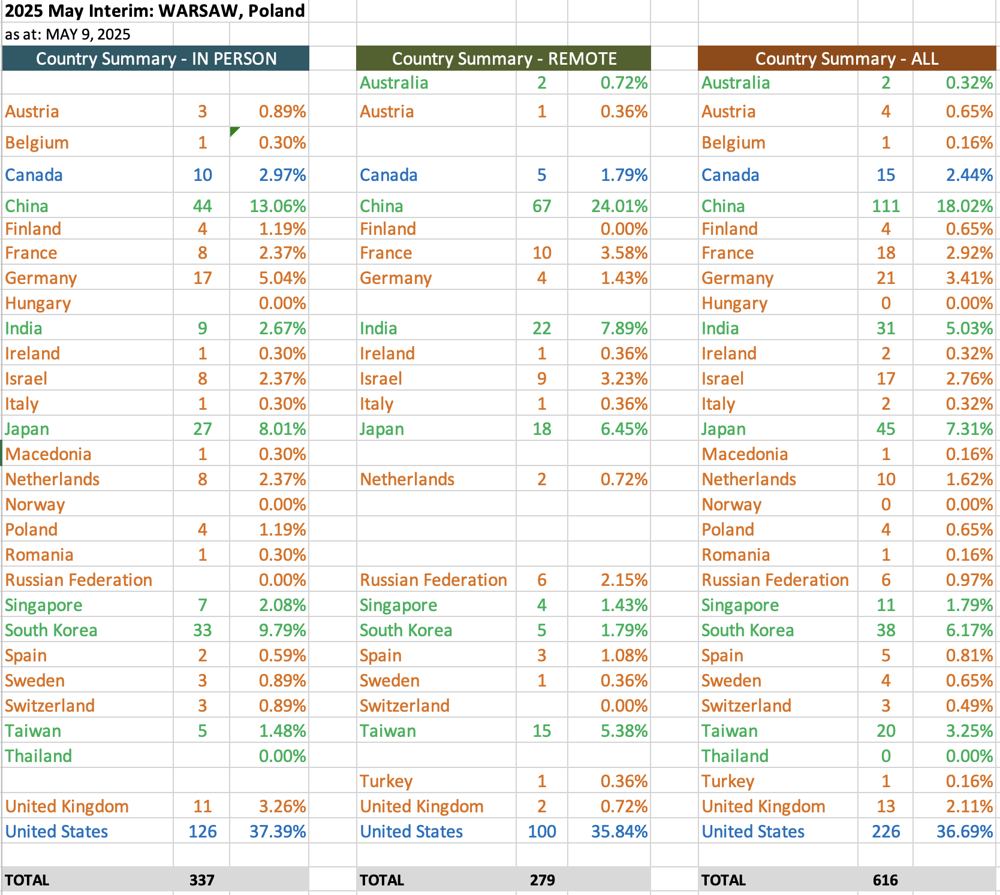 2025 May Interim: WARSAW, Poland
as at: MAY 9, 2025
Country Summary - IN PERSON Country Summary - REMOTE Country Summary - ALL
Australia 2 0.72% Australia 2 0.32%
Austria 3 0.89% Austria 1 0.36% Austria 4 0.65%
Belgium 1 0.30% Belgium 1 0.16%
Canada 10 2.97% Canada 5 1.79% Canada 15 2.44%
China 44 13.06% China 67 24.01% China 111 18.02%
Finland 4 1.19% Finland 0.00% Finland 4 0.65%
France 8 2.37% France 10 3.58% France 18 2.92%
Germany 17 5.04% Germany 4 1.43% Germany 21 3.41%
Hungary 0.00% Hungary 0 0.00%
India 9 2.67% India 22 7.89% India 31 5.03%
Ireland 1 0.30% Ireland 1 0.36% Ireland 2 0.32%
Israel 8 2.37% Israel 9 3.23% Israel 17 2.76%
Italy 1 0.30% Italy 1 0.36% Italy 2 0.32%
Japan 27 8.01% Japan 18 6.45% Japan 45 7.31%
Macedonia 1 0.30% Macedonia 1 0.16%
Netherlands 8 2.37% Netherlands 2 0.72% Netherlands 10 1.62%
Norway 0.00% Norway 0 0.00%
Poland 4 1.19% Poland 4 0.65%
Romania 1 0.30% Romania 1 0.16%
Russian Federation 0.00% Russian Federation 6 2.15% Russian Federation 6 0.97%
Singapore 7 2.08% Singapore 4 1.43% Singapore 11 1.79%
South Korea 33 9.79% South Korea 5 1.79% South Korea 38 6.17%
Spain 2 0.59% Spain 3 1.08% Spain 5 0.81%
Sweden 3 0.89% Sweden 1 0.36% Sweden 4 0.65%
Switzerland 3 0.89% Switzerland 0.00% Switzerland 3 0.49%
Taiwan 5 1.48% Taiwan 15 5.38% Taiwan 20 3.25%
Thailand 0.00% Thailand 0 0.00%
Turkey 1 0.36% Turkey 1 0.16%
United Kingdom 11 3.26% United Kingdom 2 0.72% United Kingdom 13 2.11%
United States 126 37.39% United States 100 35.84% United States 226 36.69%
TOTAL 337 TOTAL 279 TOTAL 616